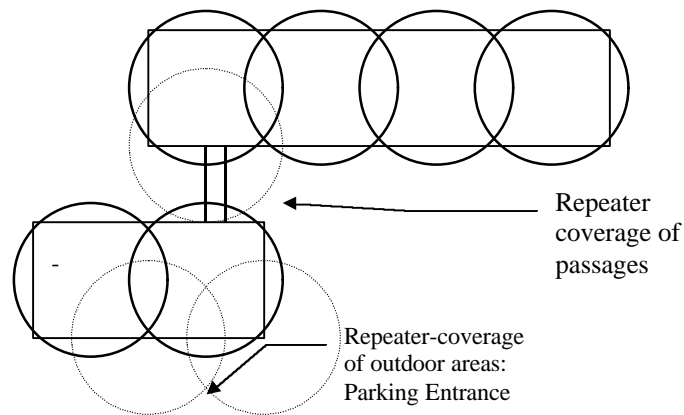 Repeater
coverage of
passages
-
Repeater-coverage
of outdoor areas:
Parking Entrance